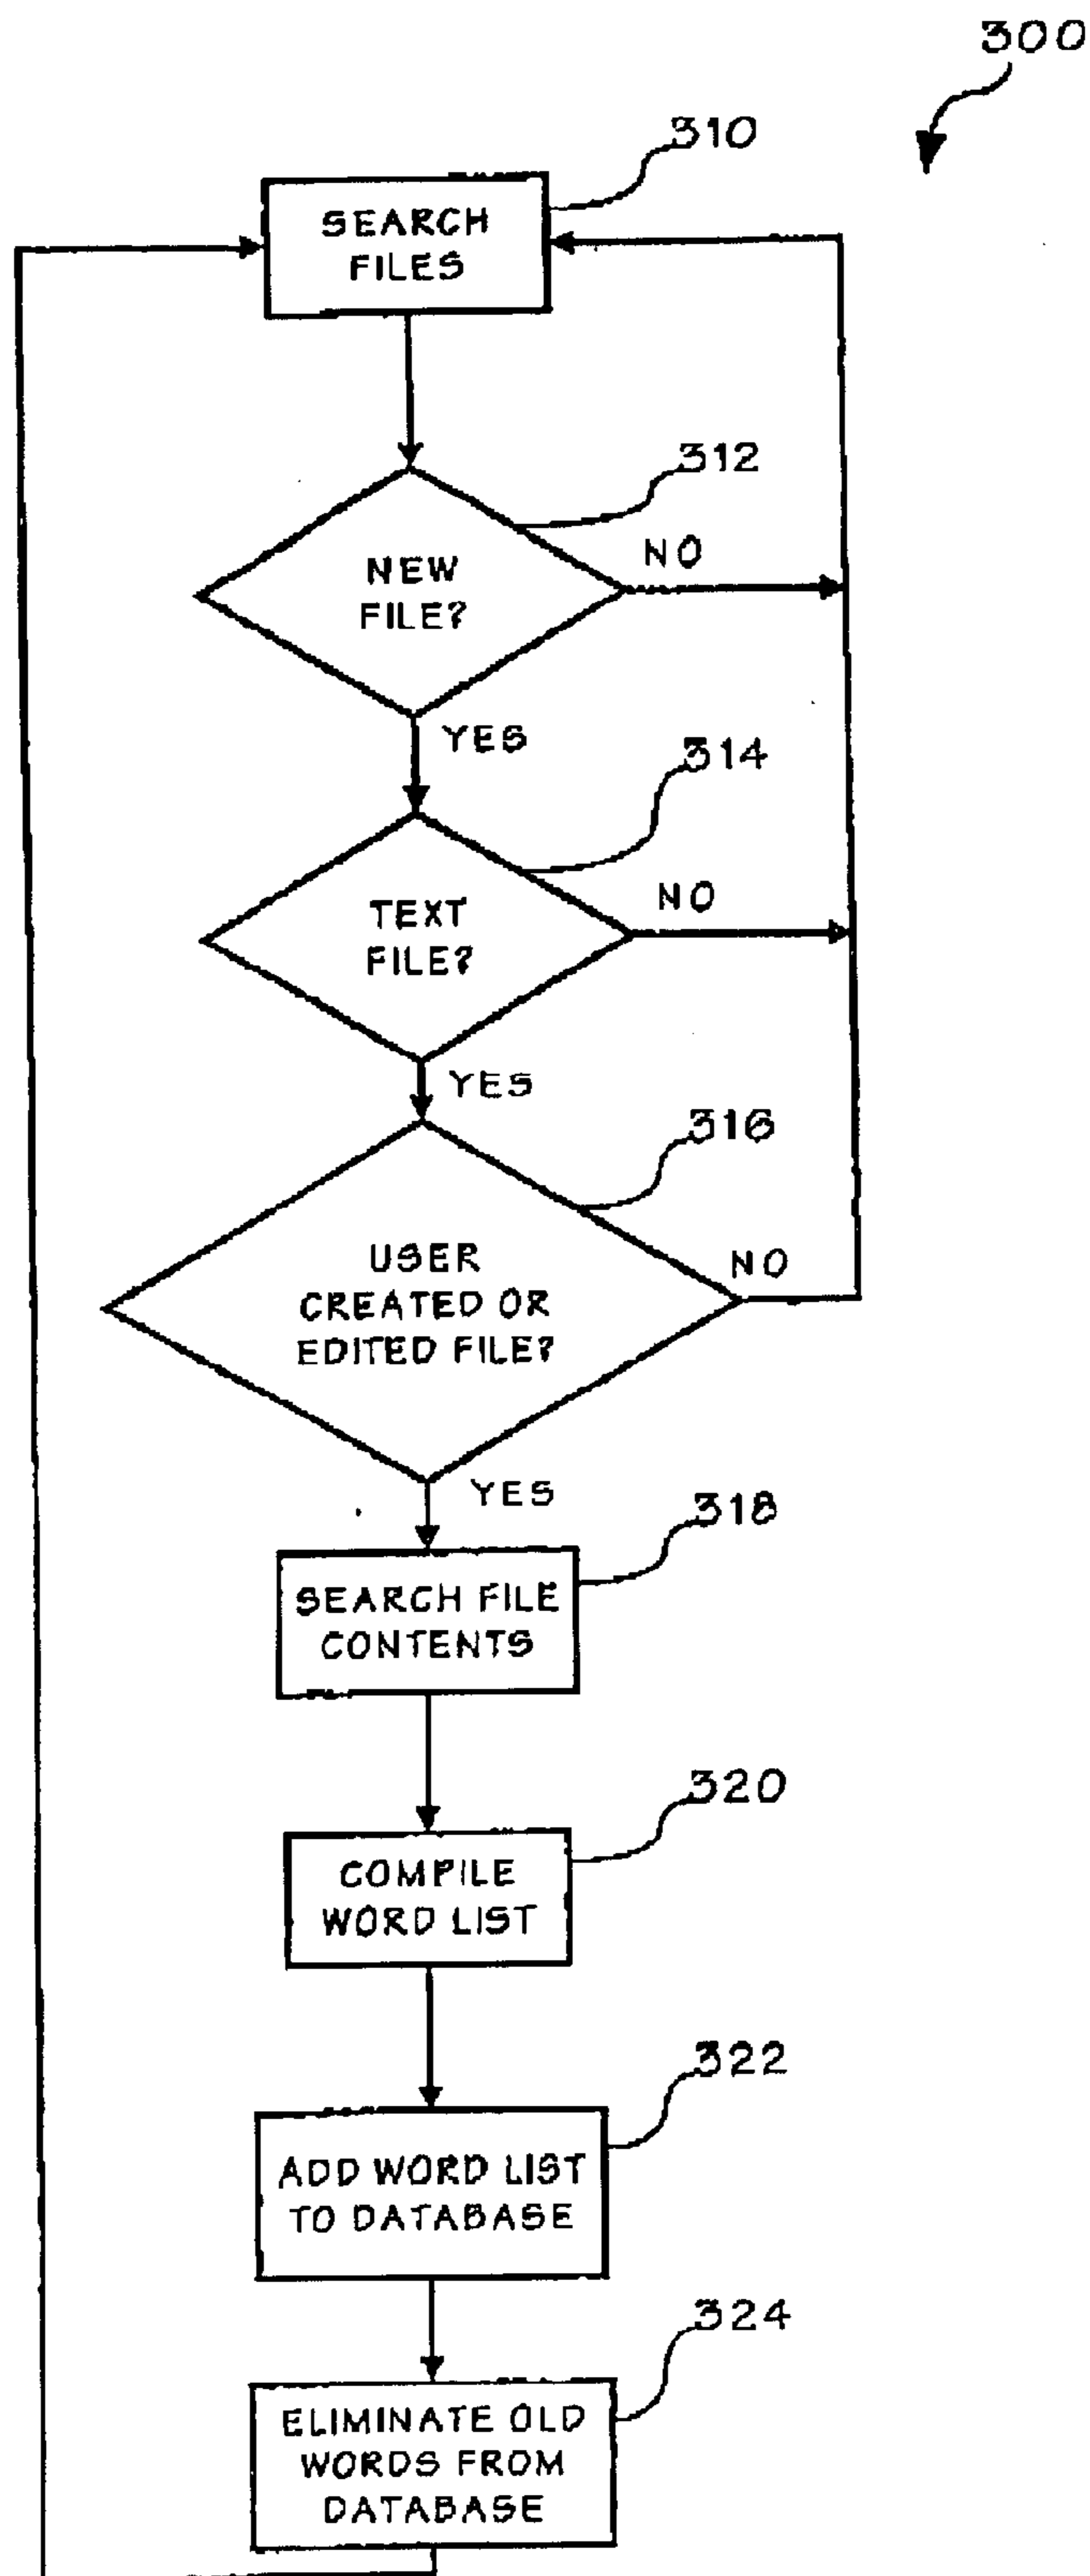 300
310
SEARCH
FILES
312
NEW
FILE?
NO
YES
314
TEXT
FILE?
NO
YES
316
USER
CREATED OR
EDITED FILE?
NO
YES
318
SEARCH FILE
CONTENTS
320
COMPILE
WORD LIST
322
ADD WORD LIST
TO DATABASE
324
ELIMINATE OLD
WORDS FROM
DATABASE